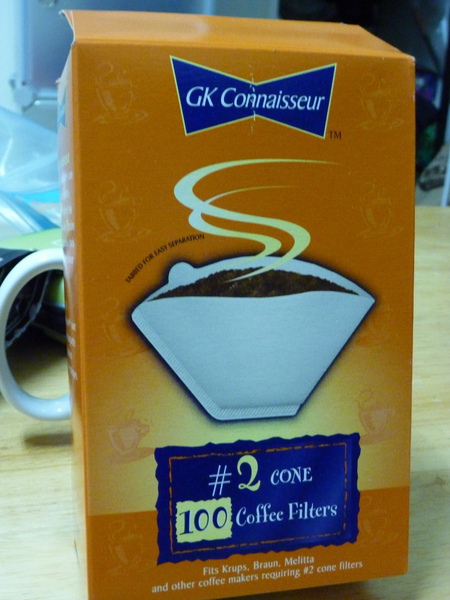 GK Connaisseur
TM
TABBED FOR EASY SEPARATION
#2 CONE
100 Coffee Filters
Fits Krups, Braun, Melitta
and other coffee makers requiring #2 cone filters